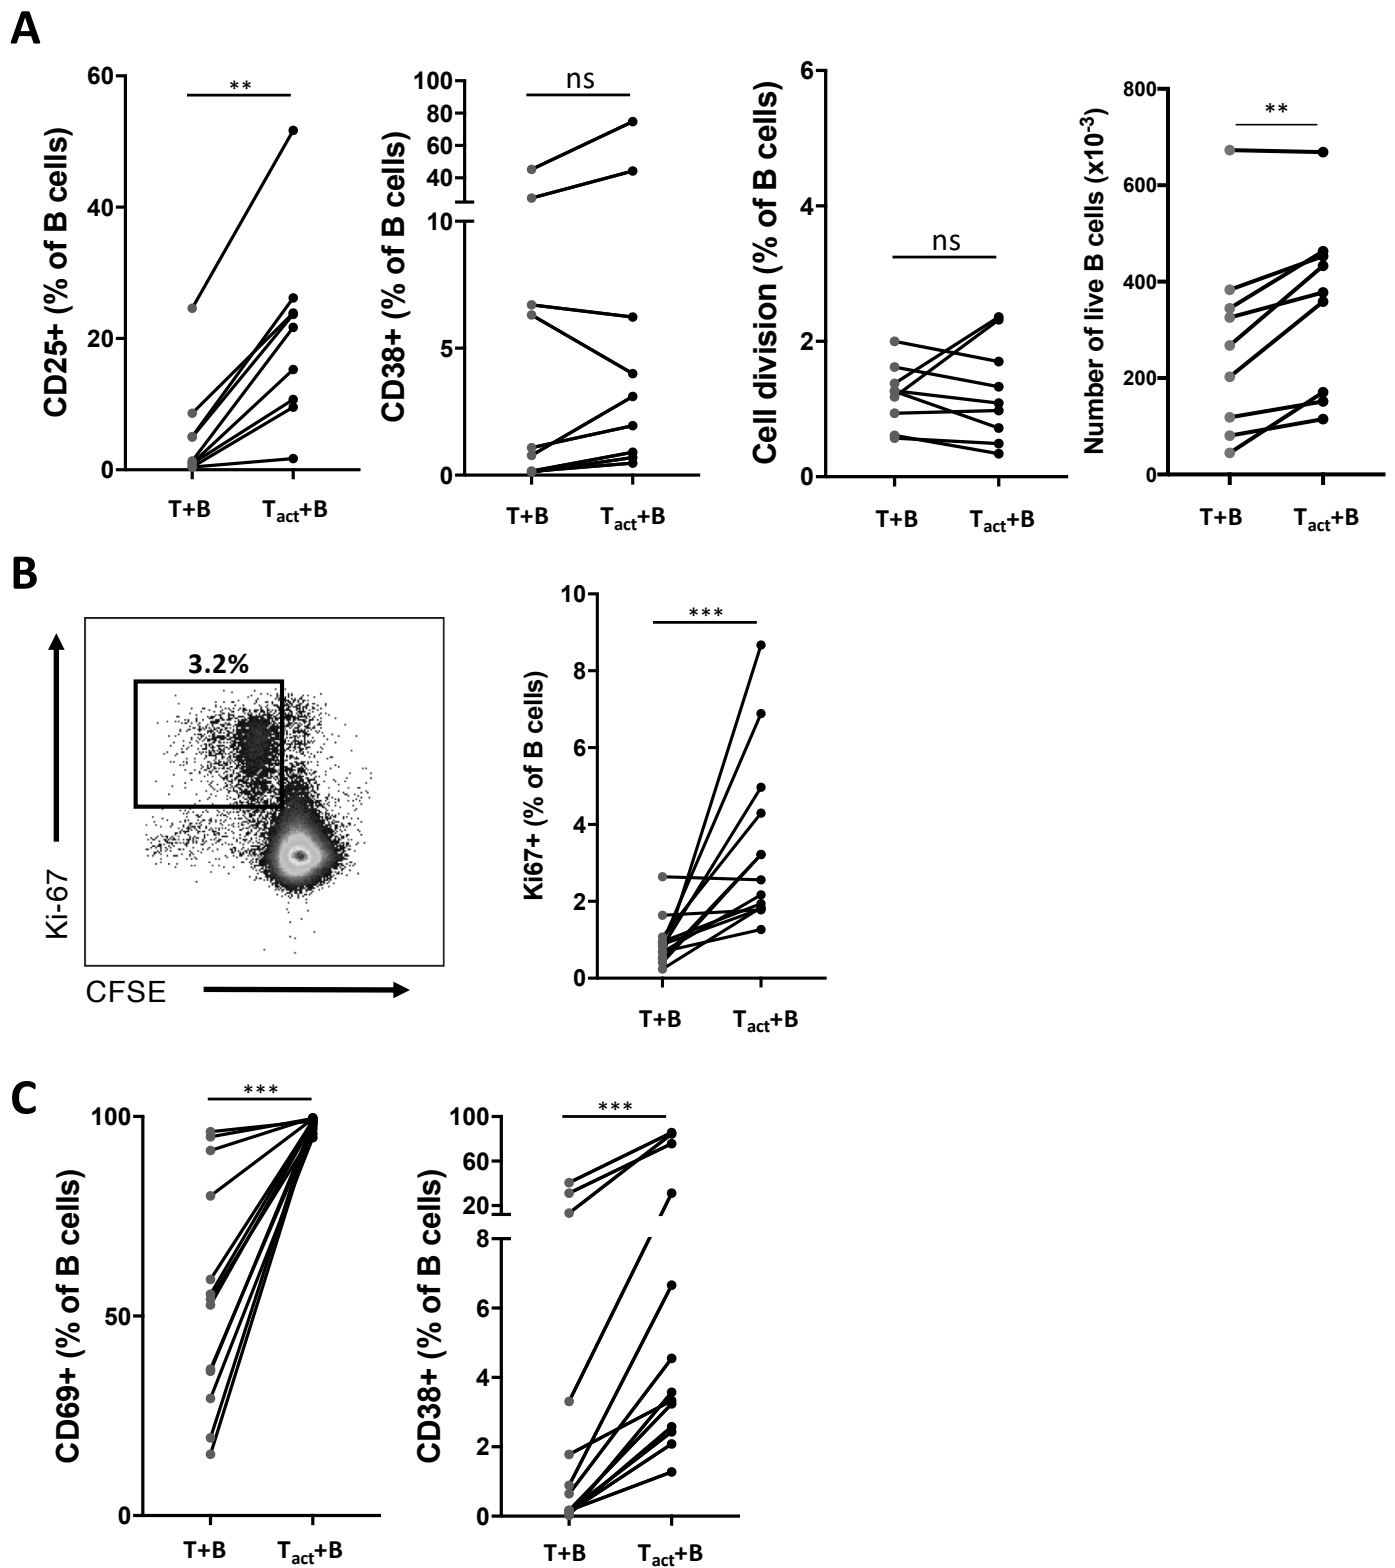 A
CD25+ (% of B cells)
60
40
20
0
**
T+B
Tact+B
CD38+ (% of B cells)
100
80
60
40
10
5
0
ns
T+B
Tact+B
Cell division (% of B cells)
6
4
2
0
ns
T+B
Tact+B
Number of live B cells (x10-3)
800
600
400
200
0
**
T+B
Tact+B
B
Ki-67
3.2%
CFSE
Ki67+ (% of B cells)
10
8
6
4
2
0
***
T+B
Tact+B
C
CD69+ (% of B cells)
100
50
0
***
T+B
Tact+B
CD38+ (% of B cells)
100
60
20
8
6
4
2
0
***
T+B
Tact+B